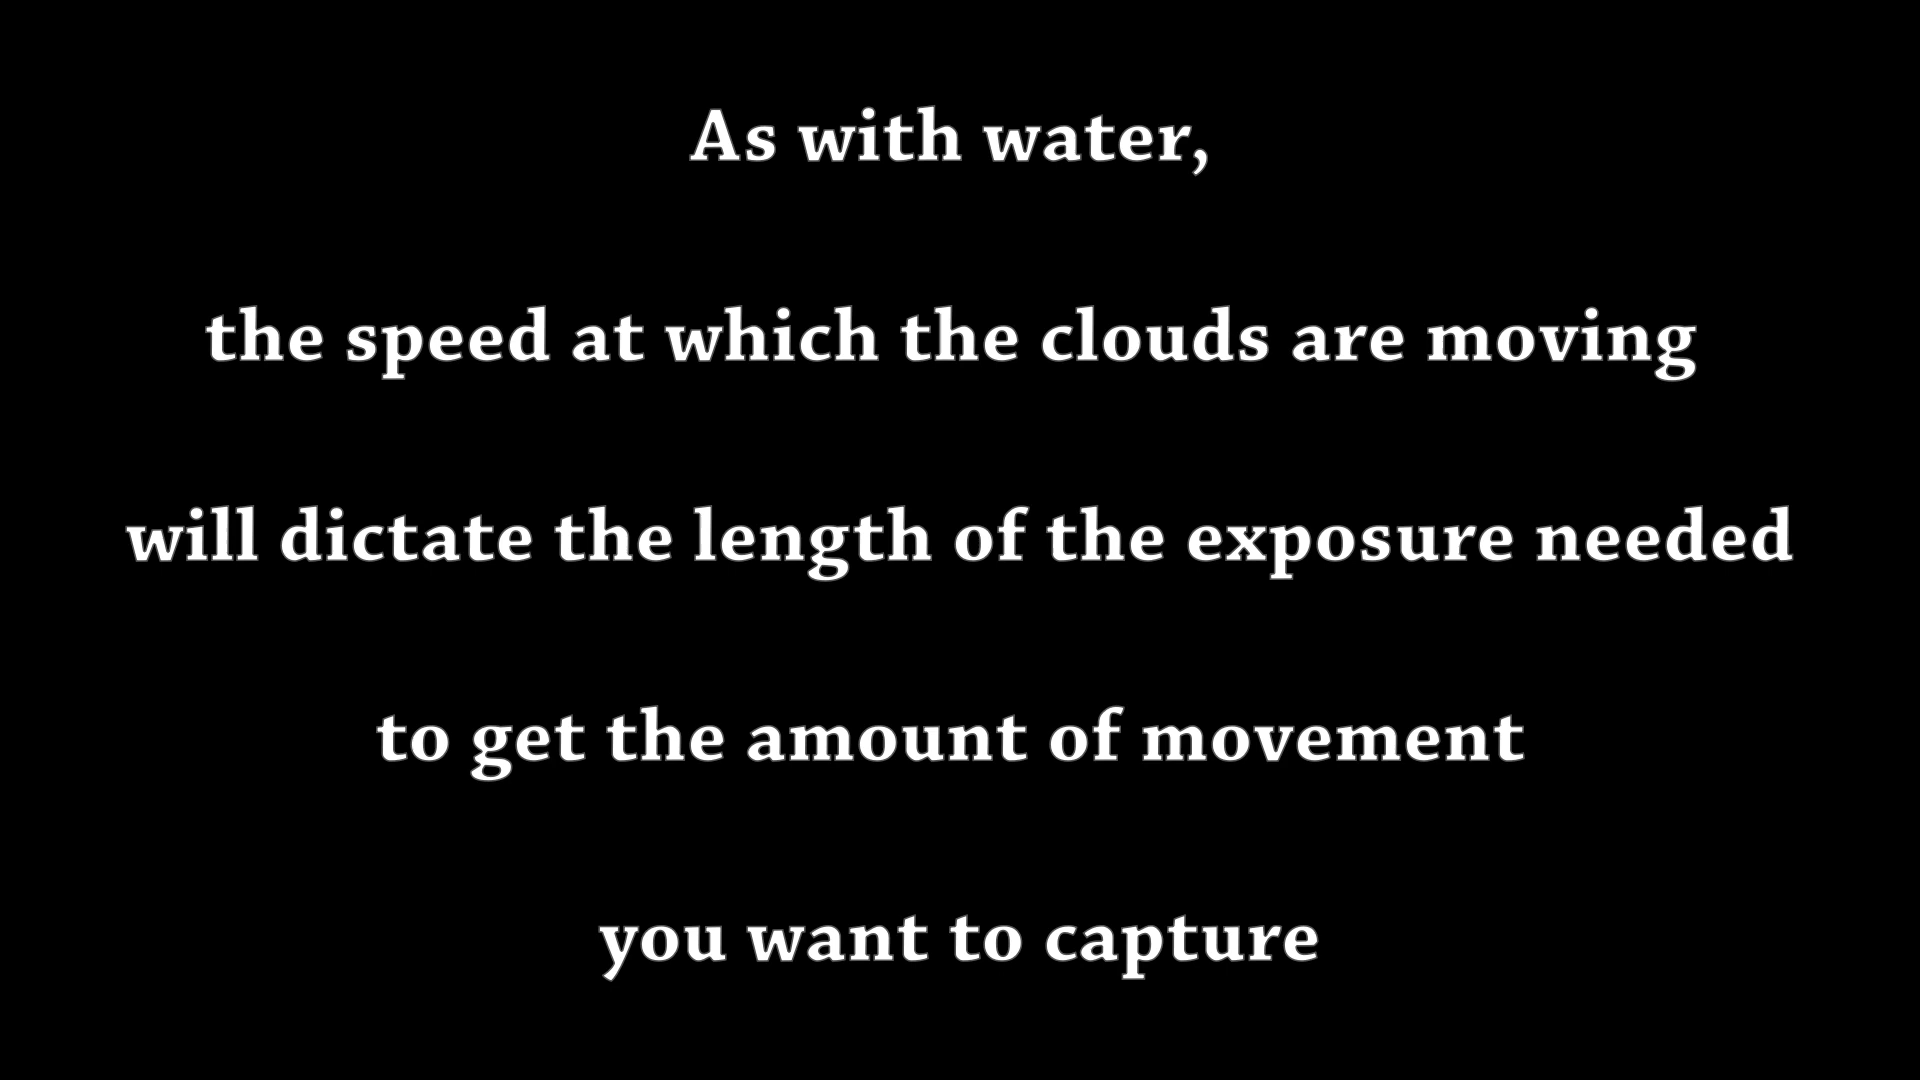 As with water,
the speed at which the clouds are moving
will dictate the length of the exposure needed
to get the amount of movement
you want to capture